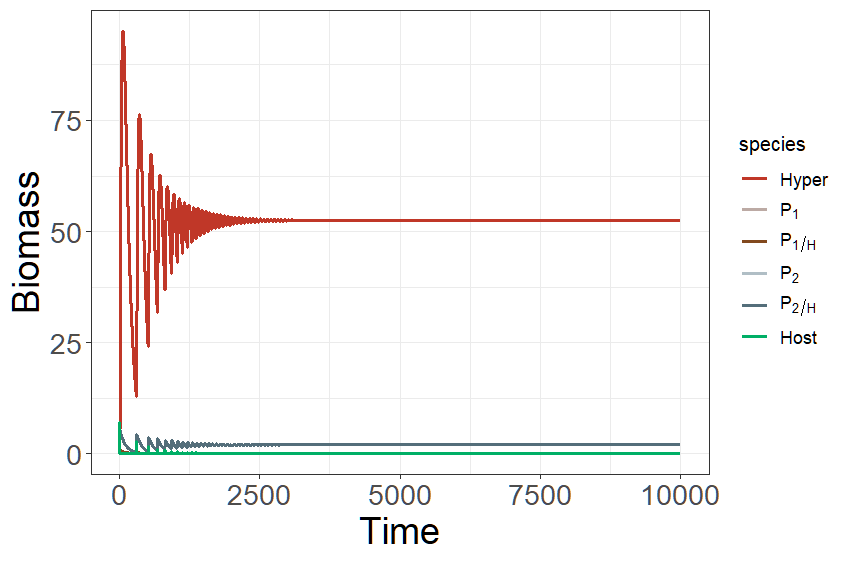 Biomass
75
50
25
0
0 2500 5000 7500 10000
Time
species
Hyper
P₁
P₁/H
P₂
P₂/H
Host